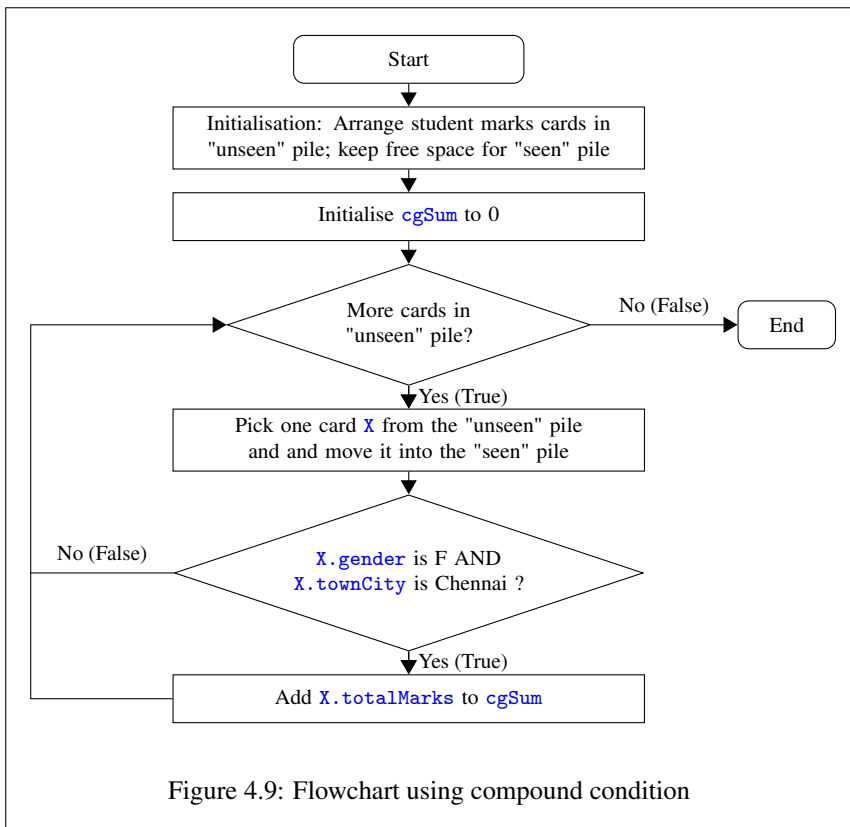 Start
Initialisation: Arrange student marks cards in
"unseen" pile; keep free space for "seen" pile
Initialise cgSum to 0
More cards in
"unseen" pile?
No (False)
End
Yes (True)
Pick one card X from the "unseen" pile
and and move it into the "seen" pile
No (False)
X.gender is F AND
X.townCity is Chennai ?
Yes (True)
Add X.totalMarks to cgSum
Figure 4.9: Flowchart using compound condition